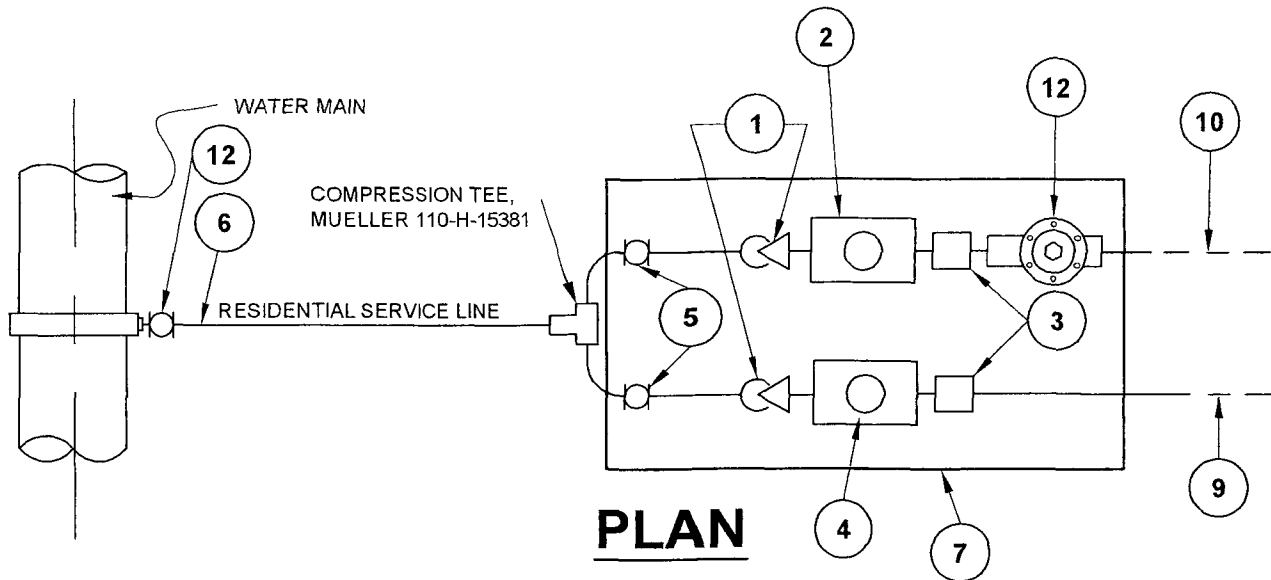 2
1
12
10
WATER MAIN
12
6
COMPRESSION TEE,
MUELLER 110-H-15381
RESIDENTIAL SERVICE LINE
5
3
4
7
9
PLAN